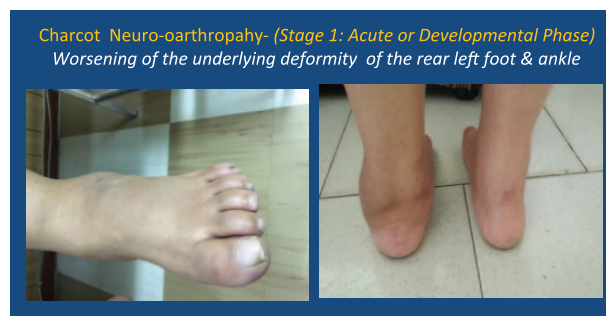 Charcot  Neuro-oarthropahy- (Stage 1: Acute or Developmental Phase)
Worsening of the underlying deformity  of the rear left foot & ankle